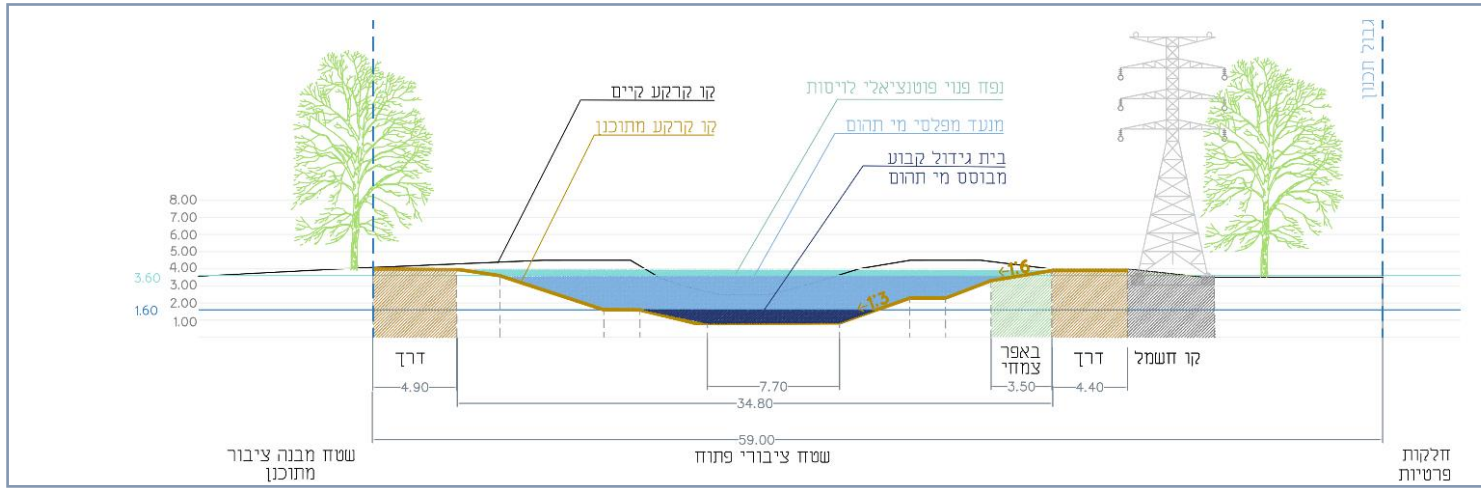 גבול תכנון
קו קרקע קיים
קו קרקע מתוכנן
נפח פנוי פוטנציאלי לויסות
מנעד מפלסי מי תהום
בית גידול קבוע
מבוסס מי תהום
8.00
7.00
6.00
5.00
4.00
3.60
3.00
2.00
1.60
1.00
1:6
1:3
דרך
באפר
צמחי
דרך
קו חשמל
4.90
7.70
3.50
4.40
34.80
59.00
שטח מבנה ציבור
מתוכנן
שטח ציבורי פתוח
חלקות
פרטיות